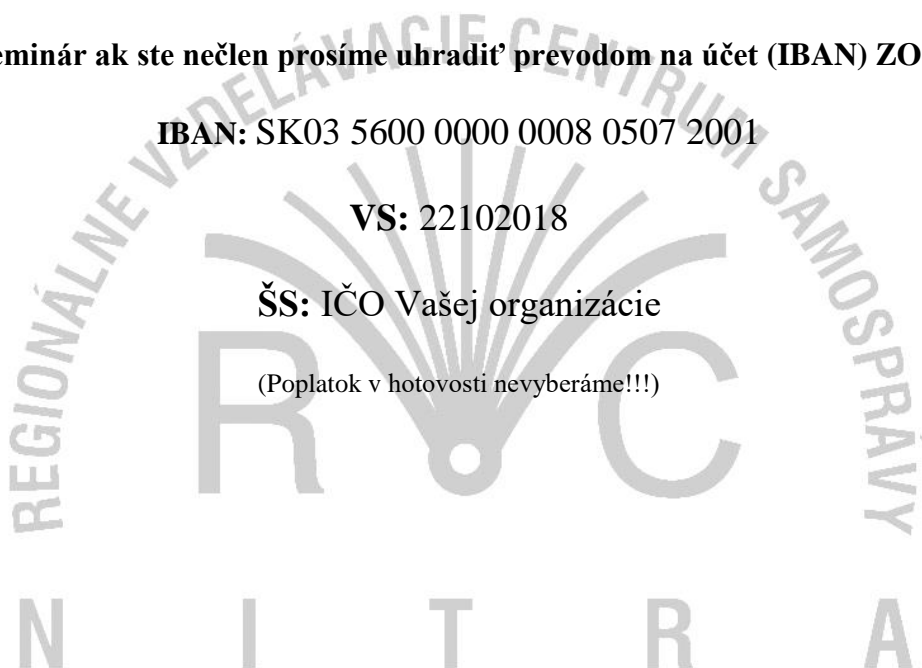 eminár ak ste nečlen prosíme uhradiť prevodom na účet (IBAN) ZO
IBAN: SK03 5600 0000 0008 0507 2001
VS: 22102018
ŠS: IČO Vašej organizácie
(Poplatok v hotovosti nevyberáme!!!)
REGIONÁLNE VZDELÁVACIE CENTRUM SAMOSPRÁVY
R V C
N I T R A